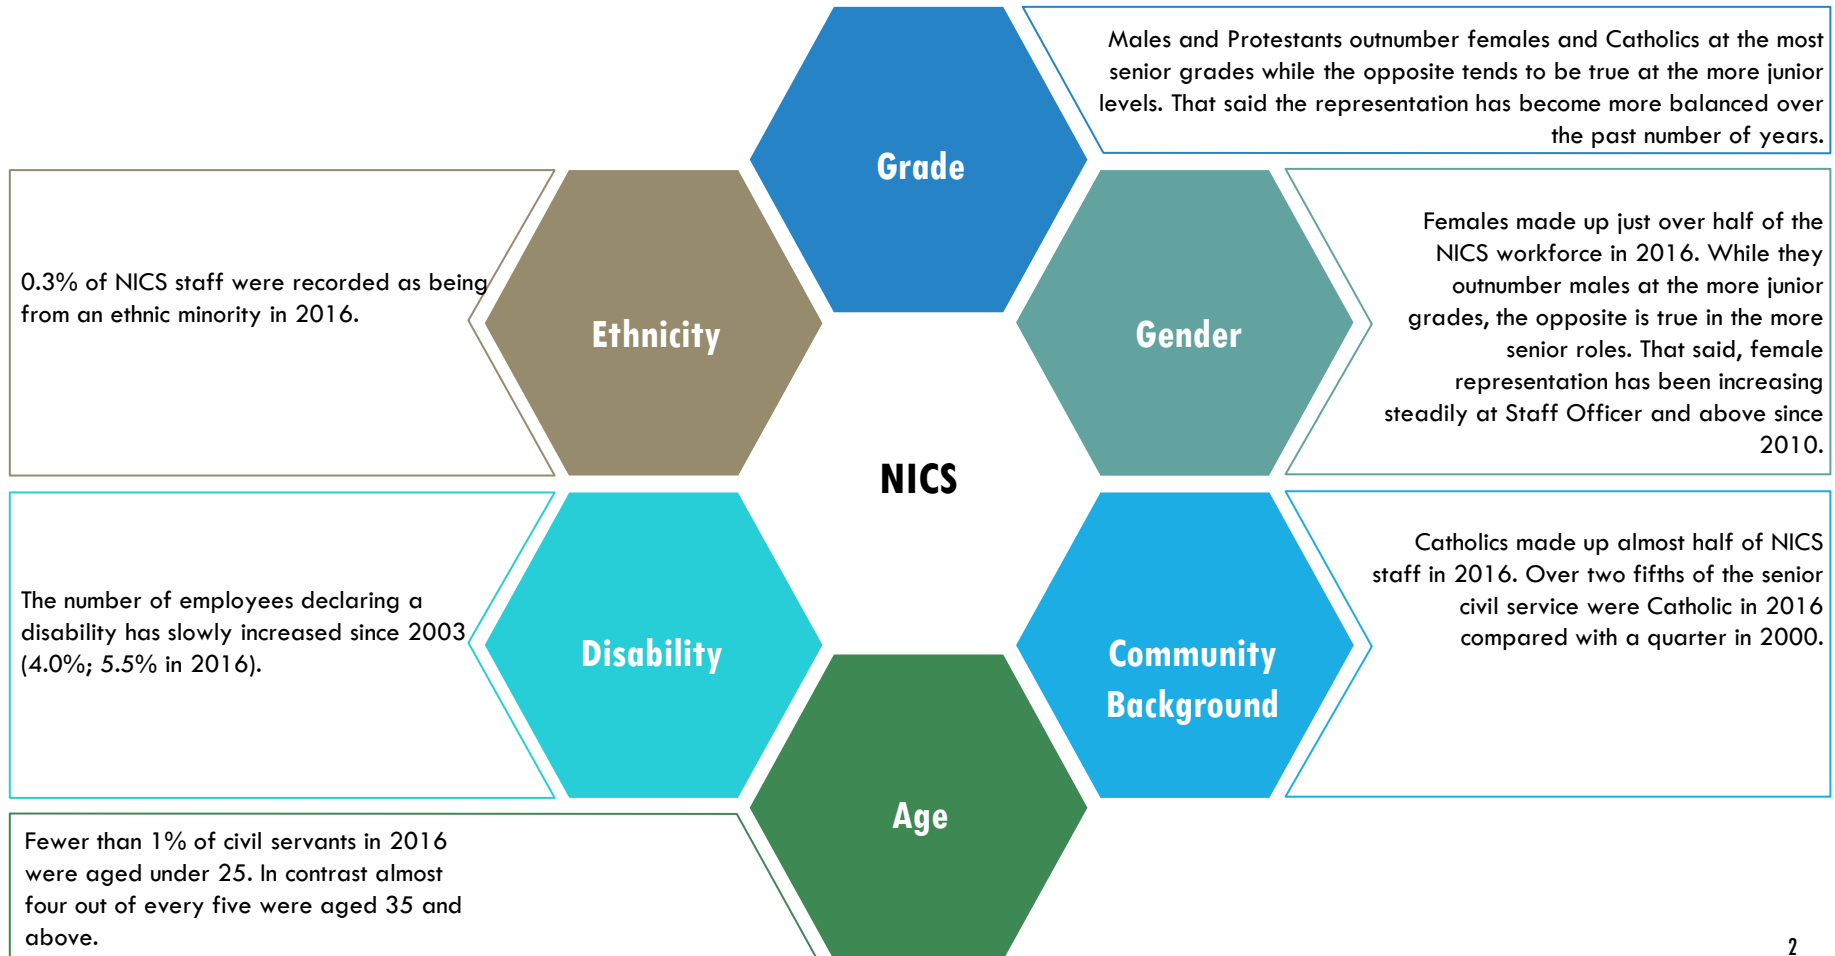 Grade
Males and Protestants outnumber females and Catholics at the most
senior grades while the opposite tends to be true at the more junior
levels. That said the representation has become more balanced over
the past number of years.
Ethnicity
0.3% of NICS staff were recorded as being
from an ethnic minority in 2016.
Gender
Females made up just over half of the
NICS workforce in 2016. While they
outnumber males at the more junior
grades, the opposite is true in the more
senior roles. That said, female
representation has been increasing
steadily at Staff Officer and above since
2010.
NICS
Disability
The number of employees declaring a
disability has slowly increased since 2003
(4.0%; 5.5% in 2016).
Community
Background
Catholics made up almost half of NICS
staff in 2016. Over two fifths of the senior
civil service were Catholic in 2016
compared with a quarter in 2000.
Age
Fewer than 1% of civil servants in 2016
were aged under 25. In contrast almost
four out of every five were aged 35 and
above.
2